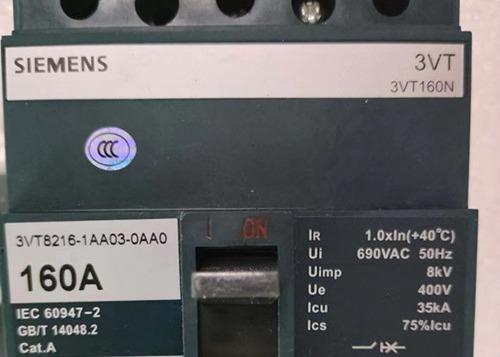 SIEMENS
3VT
3VT160N
CCC
3VT8216-1AA03-0AA0
160A
IEC 60947-2
GB/T 14048.2
Cat.A
I ON
IR 1.0xIn(+40℃)
Ui 690VAC 50Hz
Uimp 8kV
Ue 400V
Icu 35kA
Ics 75%Icu